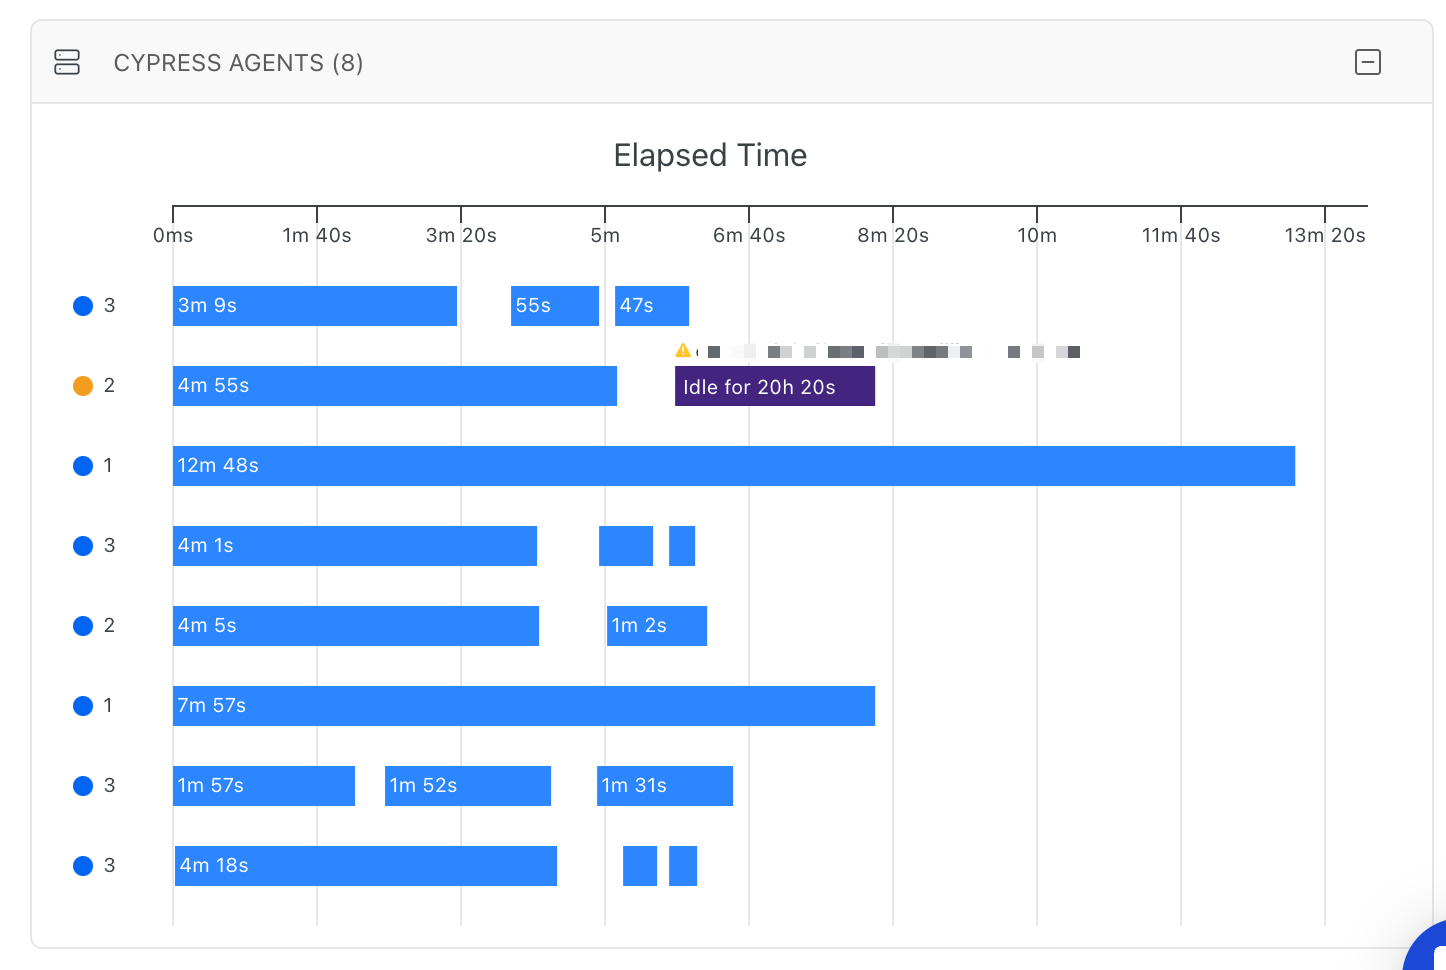 CYPRESS AGENTS (8)
Elapsed Time
0ms 1m 40s 3m 20s 5m 6m 40s 8m 20s 10m 11m 40s 13m 20s
3 3m 9s 55s 47s
2 4m 55s Idle for 20h 20s
1 12m 48s
3 4m 1s
2 4m 5s 1m 2s
1 7m 57s
3 1m 57s 1m 52s 1m 31s
3 4m 18s